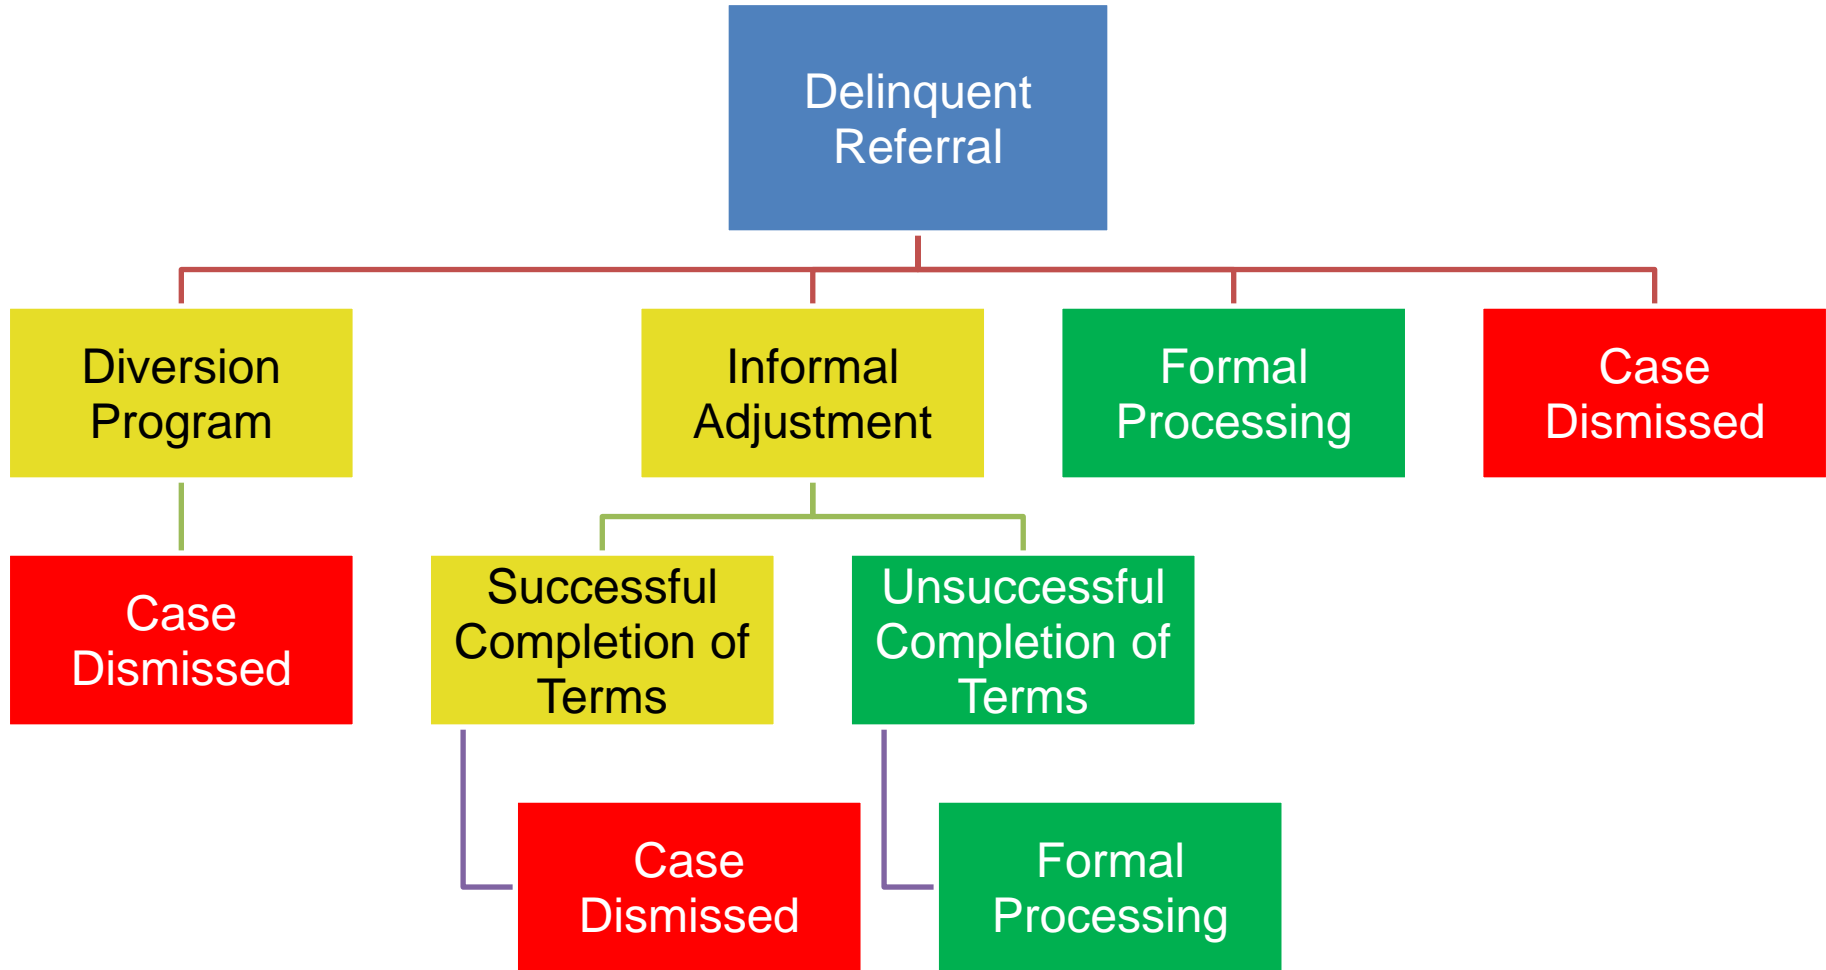 Delinquent
Referral
Diversion
Program
Informal
Adjustment
Formal
Processing
Case
Dismissed
Case
Dismissed
Successful
Completion of
Terms
Unsuccessful
Completion of
Terms
Case
Dismissed
Formal
Processing